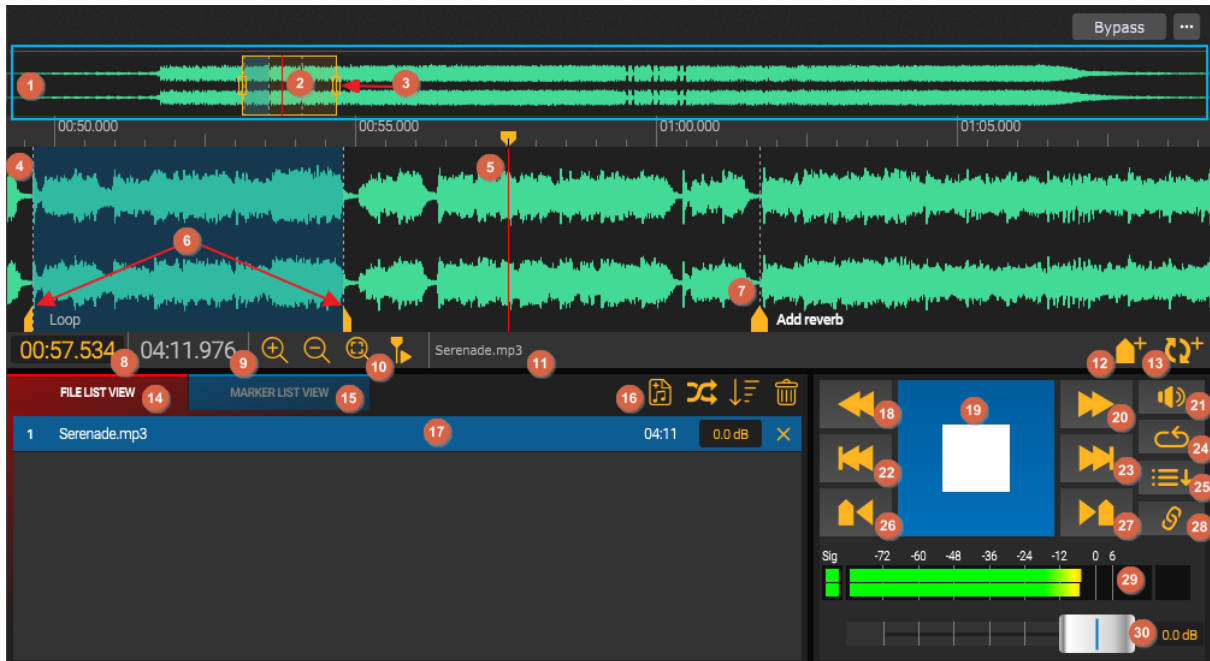 Bypass ...
1
2
3
00:50.000 00:55.000 01:00.000 01:05.000
4
5
6
7
Loop
Add reverb
00:57.534 8 04:11.976 9 10 Serenade.mp3 11 12 13
FILE LIST VIEW 14 MARKER LIST VIEW 15 16
1 Serenade.mp3 17 04:11 0.0 dB
18 19 20 21
22 23 24
25
26 27 28
Sig -72 -60 -48 -36 -24 -12 0 6
29
30 0.0 dB